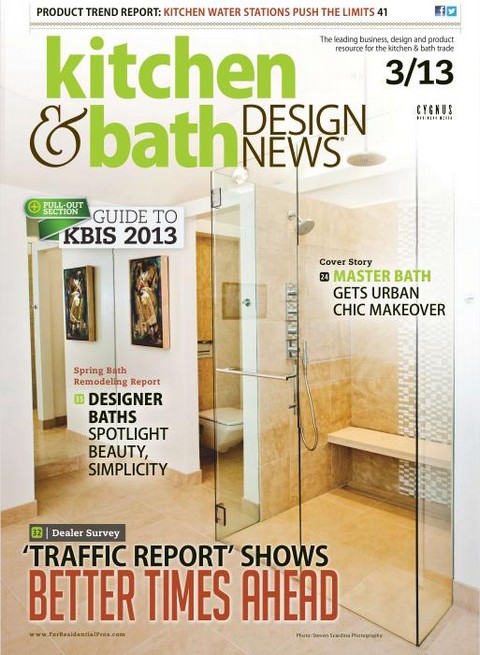 PRODUCT TREND REPORT: KITCHEN WATER STATIONS PUSH THE LIMITS 41
The leading business, design and product
resource for the kitchen & bath trade
3/13
CYGNUS
BUSINESS MEDIA
kitchen
& bath DESIGN
NEWS®
PULL-OUT
SECTION
GUIDE TO
KBIS 2013
Cover Story
24 MASTER BATH
GETS URBAN
CHIC MAKEOVER
Spring Bath
Remodeling Report
DESIGNER
BATHS
SPOTLIGHT
BEAUTY,
SIMPLICITY
32 Dealer Survey
'TRAFFIC REPORT' SHOWS
BETTER TIMES AHEAD
www.ForResidentialPros.com
Photo: Steven Scardina Photography